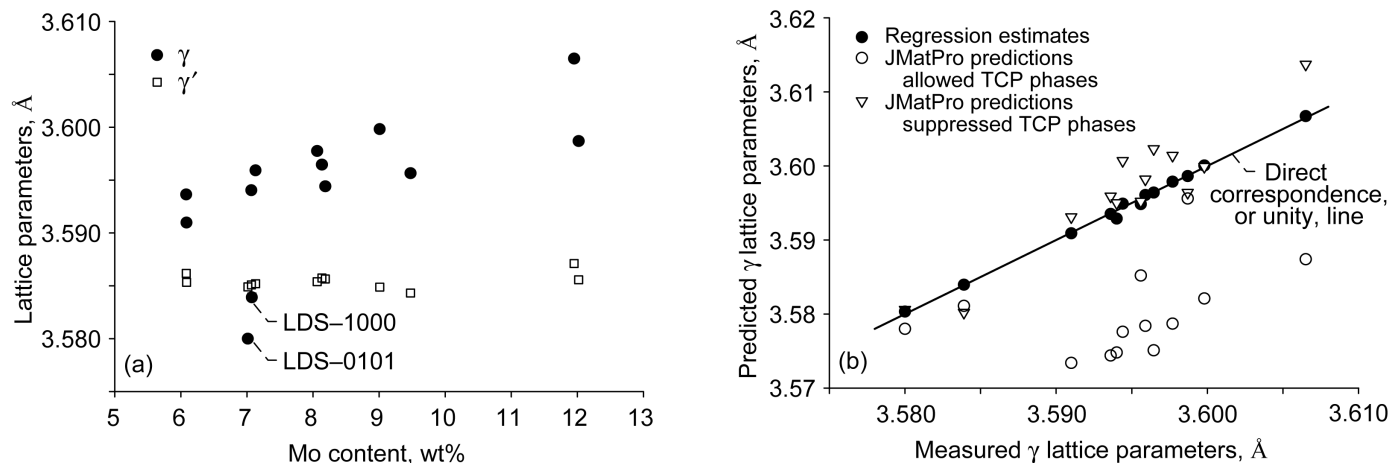 3.610
3.600
3.590
3.580
Lattice parameters, Å
γ
γ′
LDS–1000
LDS–0101
(a)
5 6 7 8 9 10 11 12 13
Mo content, wt%
3.62
3.61
3.60
3.59
3.58
3.57
Predicted γ lattice parameters, Å
Regression estimates
JMatPro predictions
allowed TCP phases
JMatPro predictions
suppressed TCP phases
Direct
correspondence,
or unity, line
(b)
3.580 3.590 3.600 3.610
Measured γ lattice parameters, Å